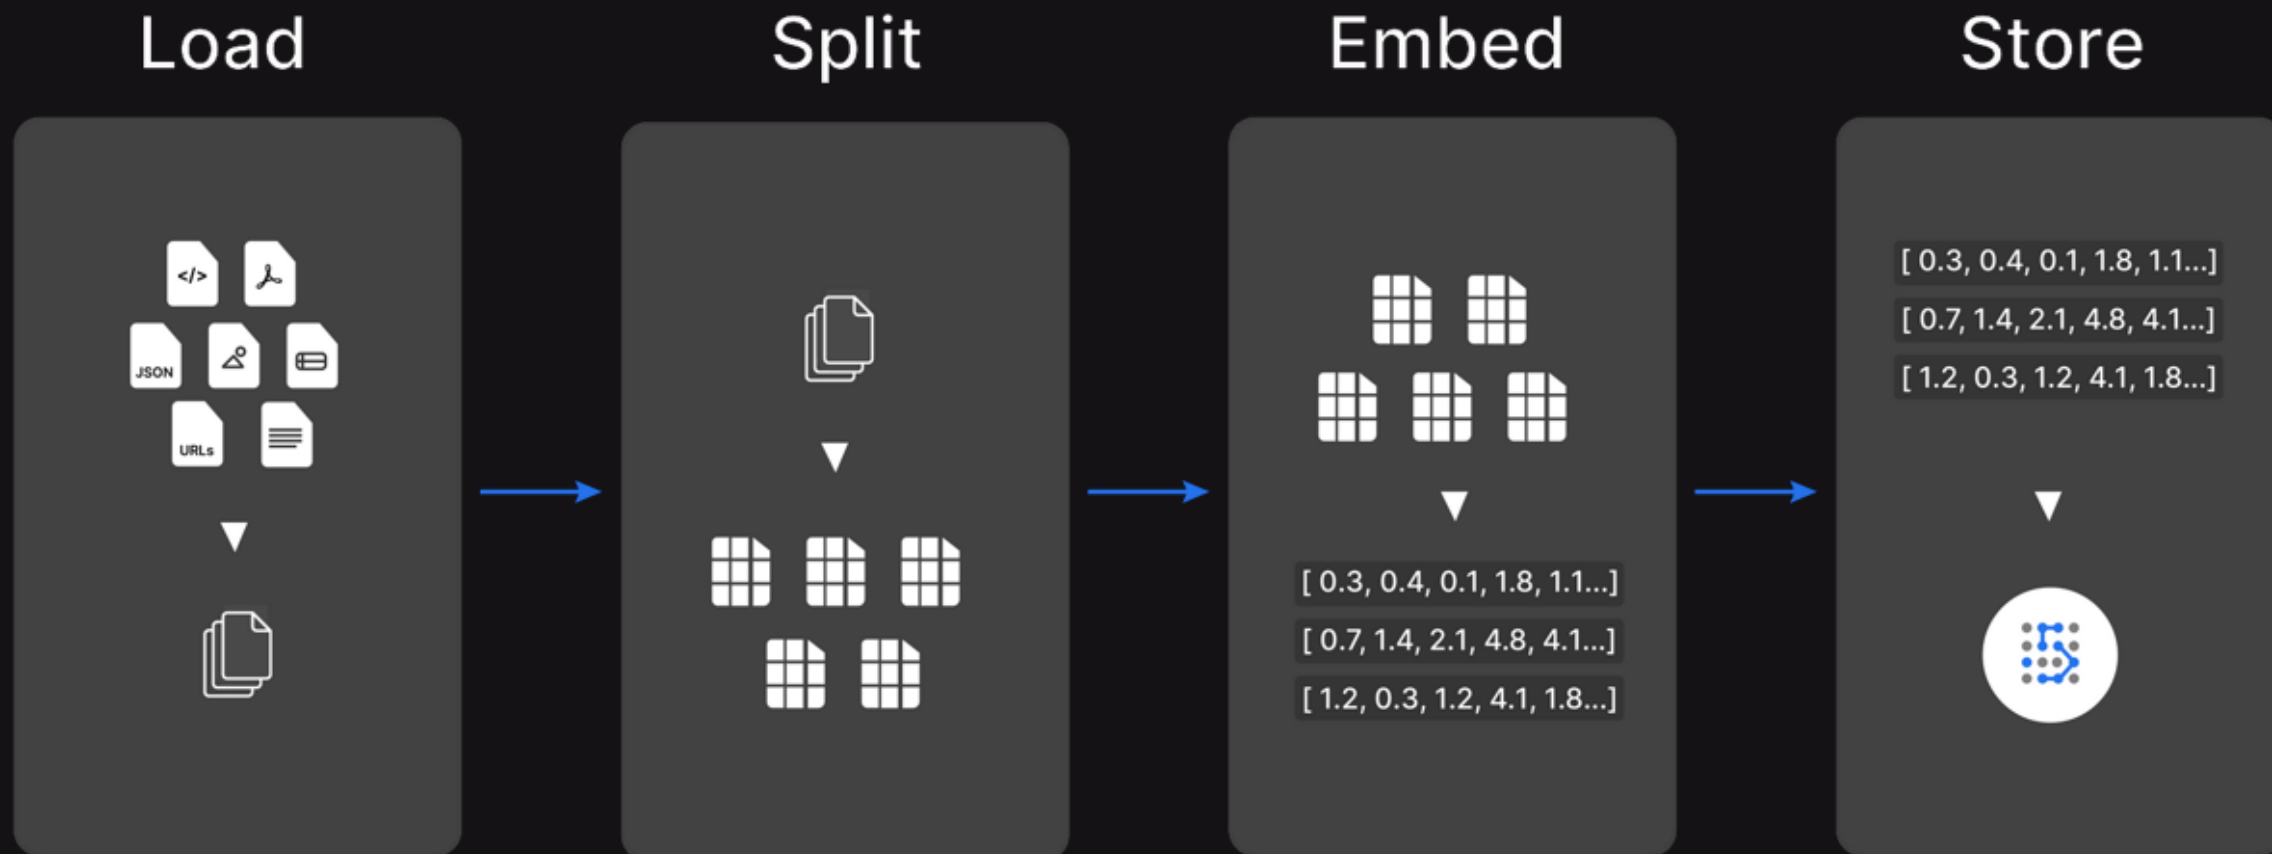 Load
Split
Embed
Store
</>
JSON
URLs
[ 0.3, 0.4, 0.1, 1.8, 1.1...]
[ 0.7, 1.4, 2.1, 4.8, 4.1...]
[ 1.2, 0.3, 1.2, 4.1, 1.8...]
[ 0.3, 0.4, 0.1, 1.8, 1.1...]
[ 0.7, 1.4, 2.1, 4.8, 4.1...]
[ 1.2, 0.3, 1.2, 4.1, 1.8...]